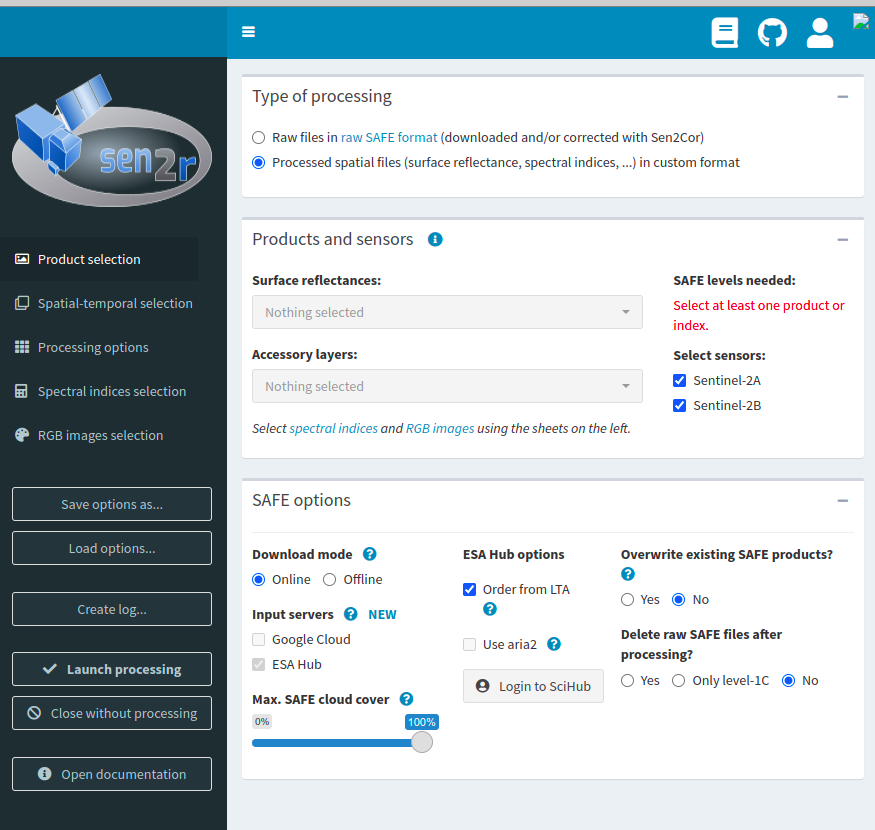 sen2r
Product selection
Spatial-temporal selection
Processing options
Spectral indices selection
RGB images selection
Save options as...
Load options...
Create log...
Launch processing
Close without processing
Open documentation
Type of processing
Raw files in raw SAFE format (downloaded and/or corrected with Sen2Cor)
Processed spatial files (surface reflectance, spectral indices, ...) in custom format
Products and sensors
Surface reflectances:
Nothing selected
Accessory layers:
Nothing selected
Select spectral indices and RGB images using the sheets on the left.
SAFE levels needed:
Select at least one product or
index.
Select sensors:
Sentinel-2A
Sentinel-2B
SAFE options
Download mode
Online Offline
Input servers NEW
Google Cloud
ESA Hub
Max. SAFE cloud cover
0% 100%
ESA Hub options
Order from LTA
Use aria2
Login to SciHub
Overwrite existing SAFE products?
Yes No
Delete raw SAFE files after
processing?
Yes Only level-1C No